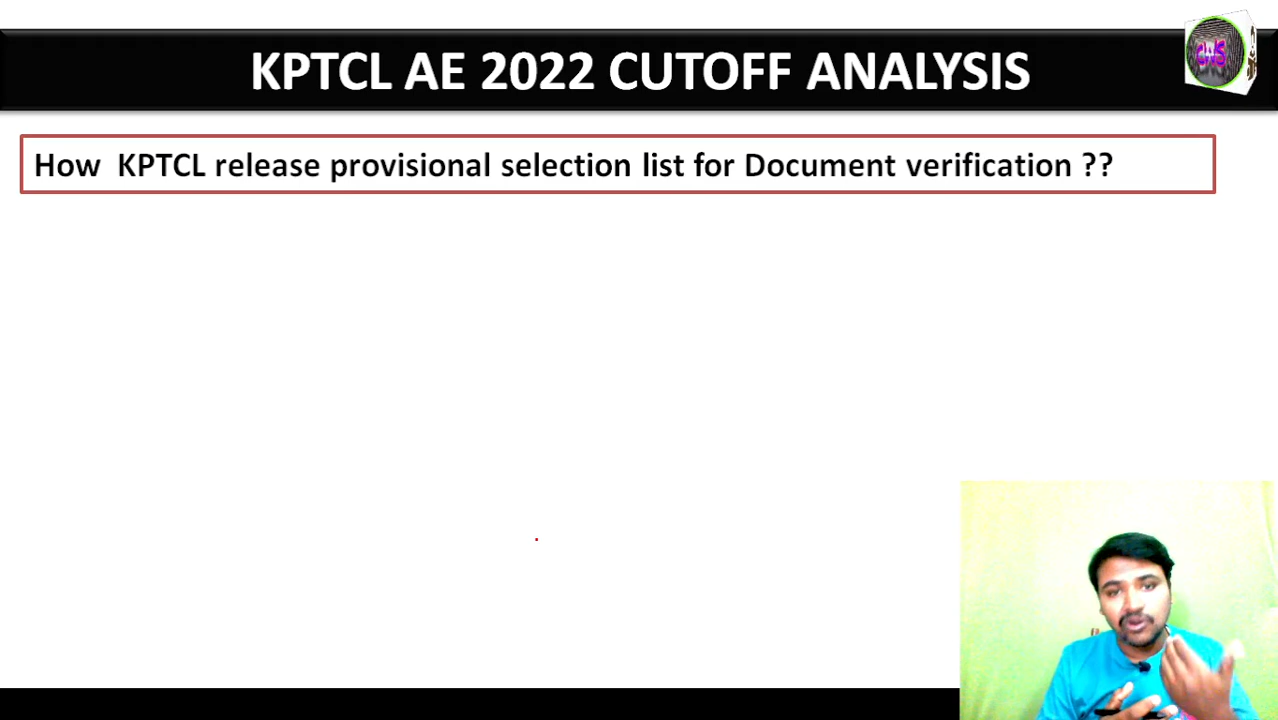 KPTCL AE 2022 CUTOFF ANALYSIS
How KPTCL release provisional selection list for Document verification ??